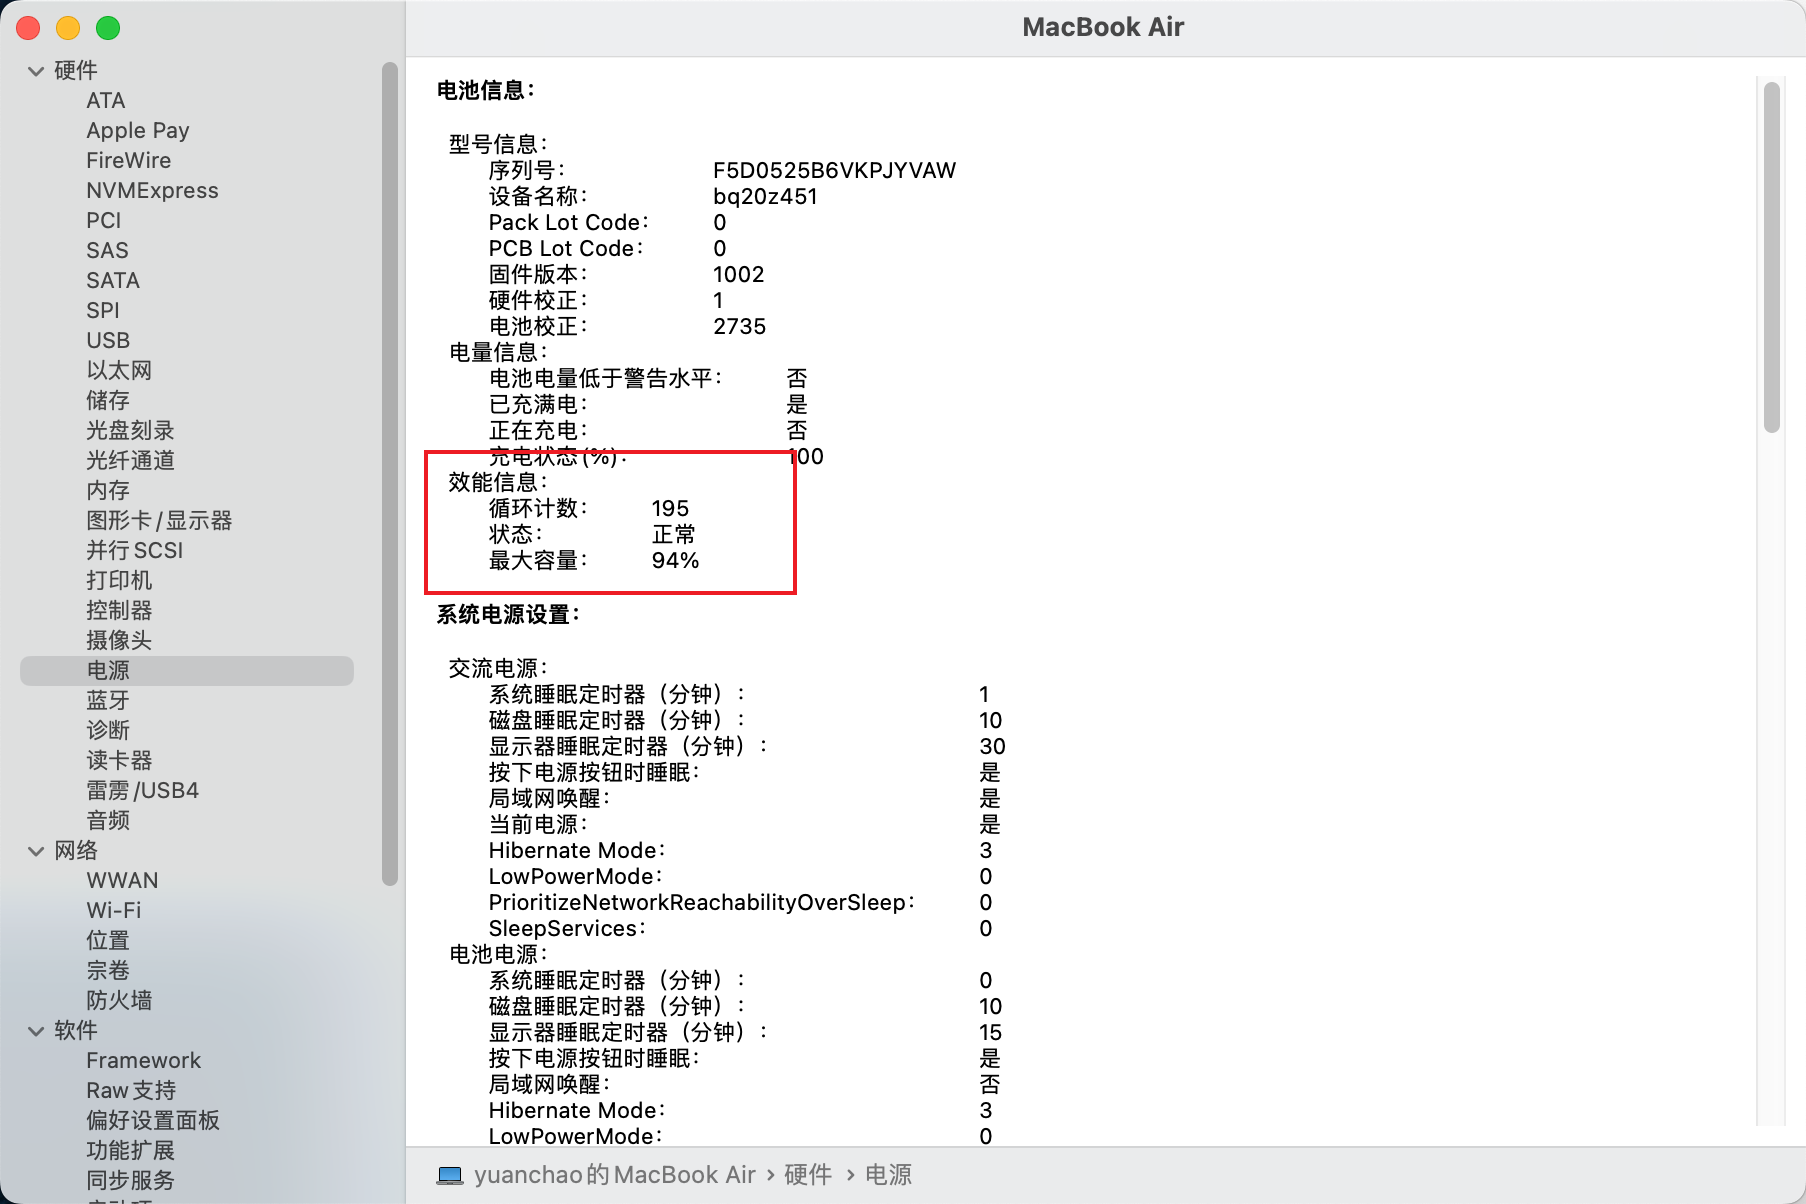 MacBook Air
硬件
ATA
Apple Pay
FireWire
NVMExpress
PCI
SAS
SATA
SPI
USB
以太网
储存
光盘刻录
光纤通道
内存
图形卡/显示器
并行SCSI
打印机
控制器
摄像头
电源
蓝牙
诊断
读卡器
雷雳/USB4
音频
网络
WWAN
Wi-Fi
位置
宗卷
防火墙
软件
Framework
Raw支持
偏好设置面板
功能扩展
同步服务
电池信息：
型号信息：
序列号： F5D0525B6VKPJYVAW
设备名称： bq20z451
Pack Lot Code： 0
PCB Lot Code： 0
固件版本： 1002
硬件校正： 1
电池校正： 2735
电量信息：
电池电量低于警告水平： 否
已充满电： 是
正在充电： 否
充电状态(%)： 100
效能信息：
循环计数： 195
状态： 正常
最大容量： 94%
系统电源设置：
交流电源：
系统睡眠定时器（分钟）： 1
磁盘睡眠定时器（分钟）： 10
显示器睡眠定时器（分钟）： 30
按下电源按钮时睡眠： 是
局域网唤醒： 是
当前电源： 是
Hibernate Mode： 3
LowPowerMode： 0
PrioritizeNetworkReachabilityOverSleep： 0
SleepServices： 0
电池电源：
系统睡眠定时器（分钟）： 0
磁盘睡眠定时器（分钟）： 10
显示器睡眠定时器（分钟）： 15
按下电源按钮时睡眠： 是
局域网唤醒： 否
Hibernate Mode： 3
LowPowerMode： 0
yuanchao的MacBook Air › 硬件 › 电源